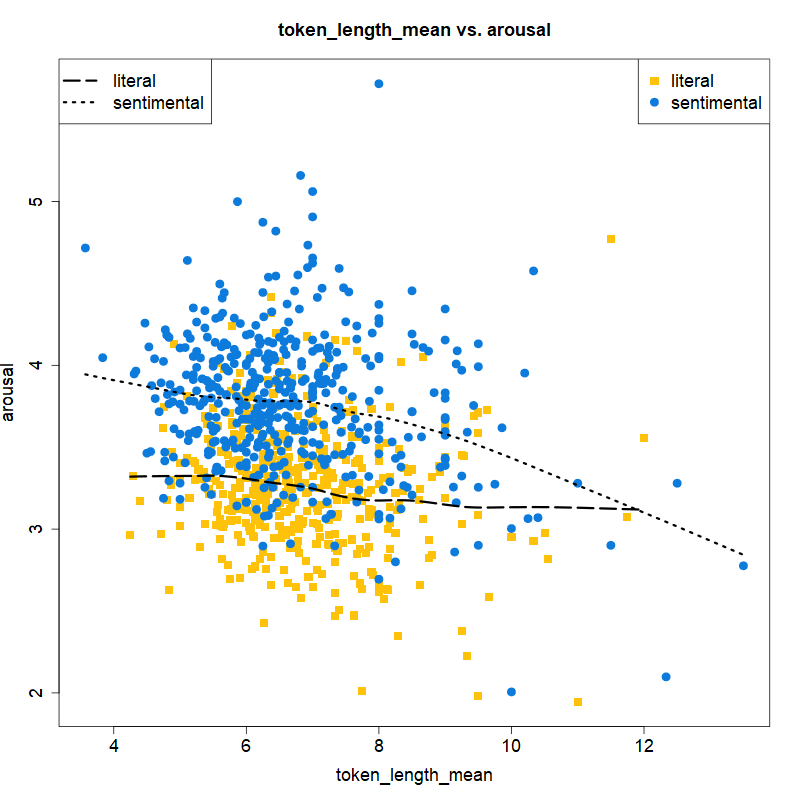 token_length_mean vs. arousal
literal
sentimental
literal
sentimental
5
4
3
2
arousal
4 6 8 10 12
token_length_mean